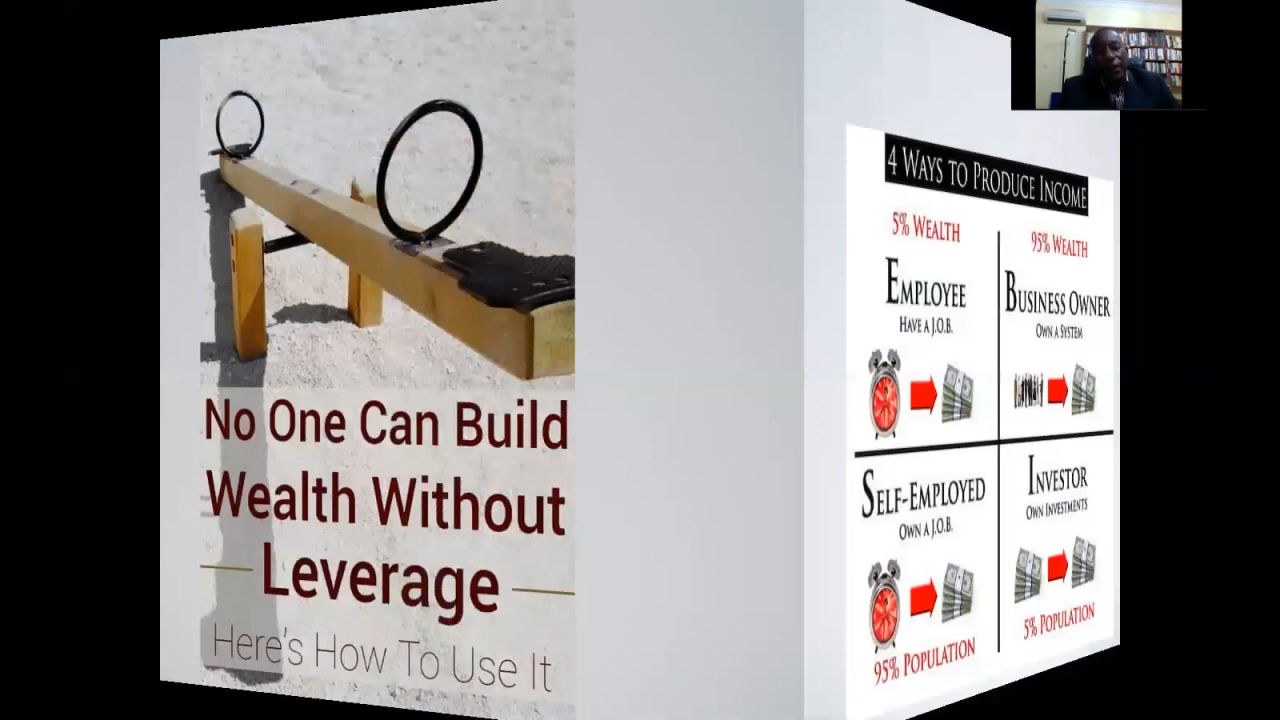 No One Can Build
Wealth Without
Leverage
Here's How To Use It
4 Ways to Produce Income
5% Wealth
95% Wealth
Employee
Have a J.O.B.
Business Owner
Own a System
Self-Employed
Own a J.O.B.
Investor
Own Investments
95% Population
5% Population